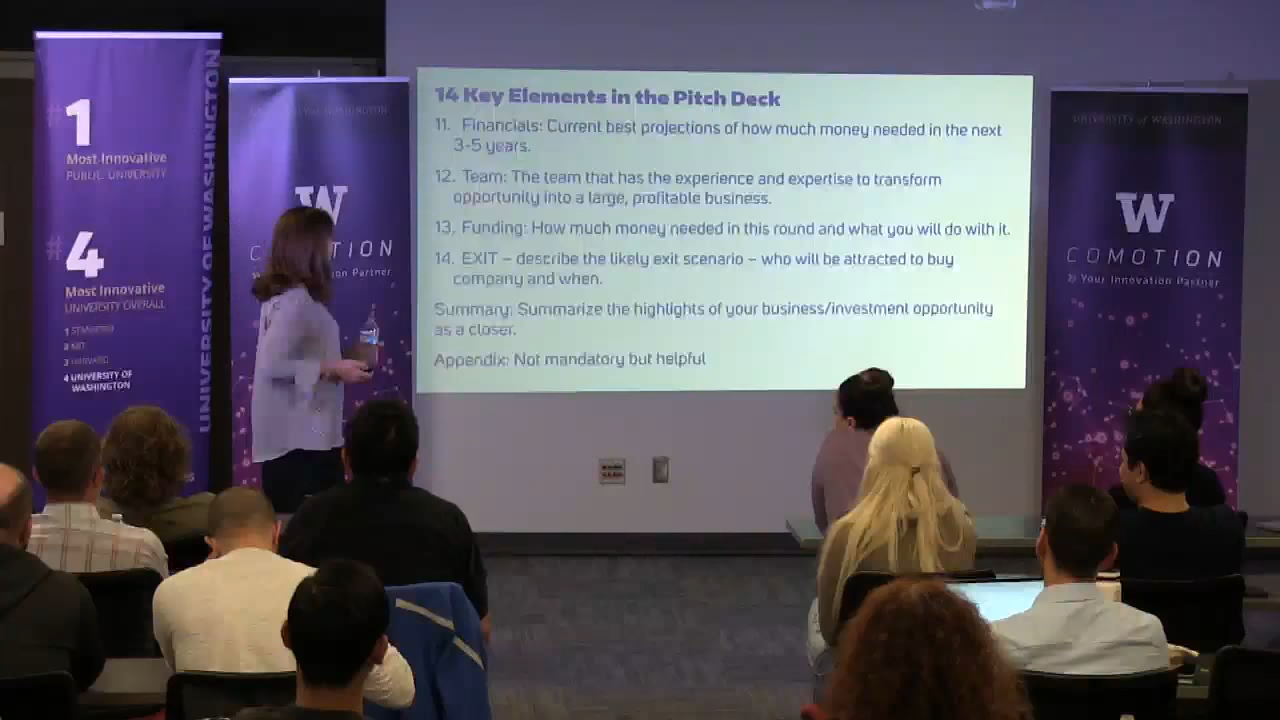 #1
Most Innovative
PUBLIC UNIVERSITY
#4
Most Innovative
UNIVERSITY OVERALL
1 STANFORD
2 MIT
3 HARVARD
4 UNIVERSITY OF
WASHINGTON
UNIVERSITY OF WASHINGTON
OF WASHINGTON
W
COMOTION
Innovation Partner
14 Key Elements in the Pitch Deck
11. Financials: Current best projections of how much money needed in the next
3-5 years.
12. Team: The team that has the experience and expertise to transform
opportunity into a large, profitable business.
13. Funding: How much money needed in this round and what you will do with it.
14. EXIT – describe the likely exit scenario – who will be attracted to buy
company and when.
Summary: Summarize the highlights of your business/investment opportunity
as a closer.
Appendix: Not mandatory but helpful
UNIVERSITY of WASHINGTON
W
COMOTION
» Your Innovation Partner